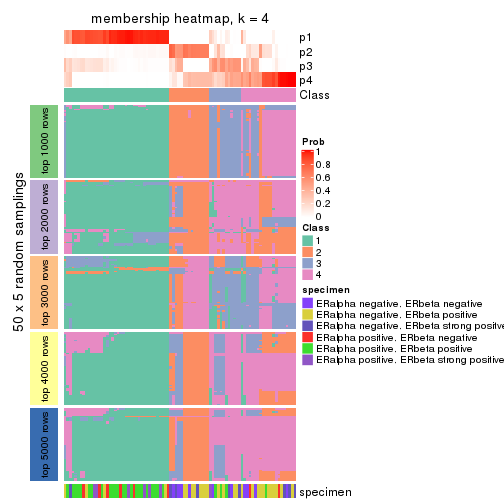 membership heatmap, k = 4
p1
p2
p3
p4
Class
50 x 5 random samplings
top 1000 rows
top 2000 rows
top 3000 rows
top 4000 rows
top 5000 rows
Prob
1
0.8
0.6
0.4
0.2
0
Class
1
2
3
4
specimen
ERalpha negative. ERbeta negative
ERalpha negative. ERbeta positive
ERalpha negative. ERbeta strong positive
ERalpha positive. ERbeta negative
ERalpha positive. ERbeta positive
ERalpha positive. ERbeta strong positive
specimen